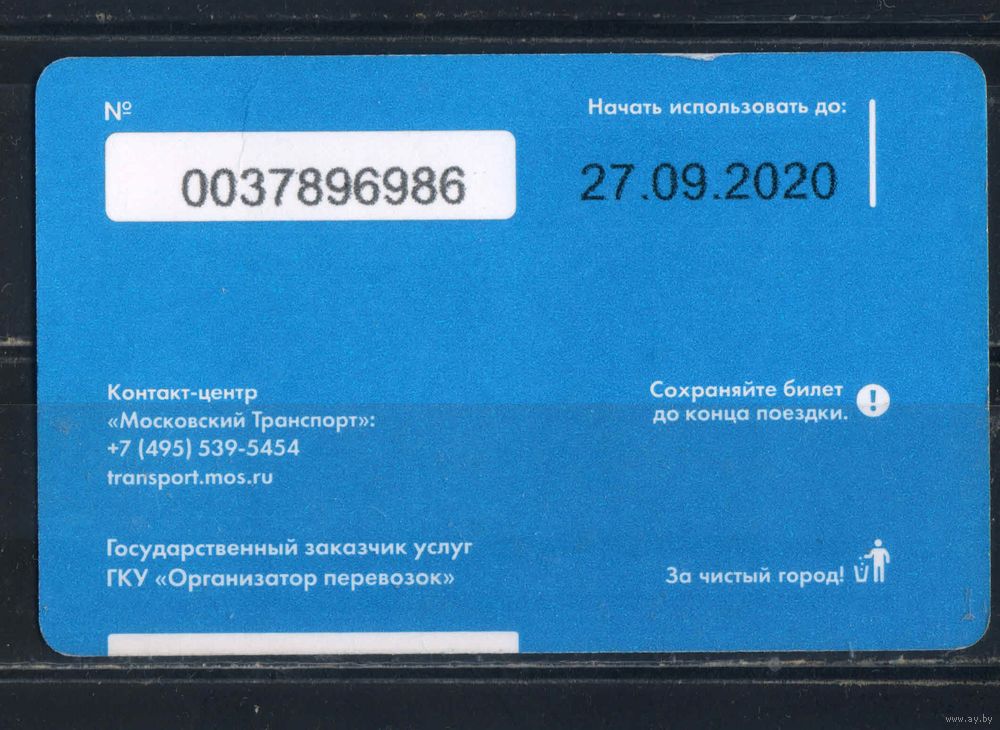 №
0037896986
Начать использовать до:
27.09.2020
Контакт-центр
«Московский Транспорт»:
+7 (495) 539-5454
transport.mos.ru
Сохраняйте билет
до конца поездки.
Государственный заказчик услуг
ГКУ «Организатор перевозок»
За чистый город!
www.ay.by